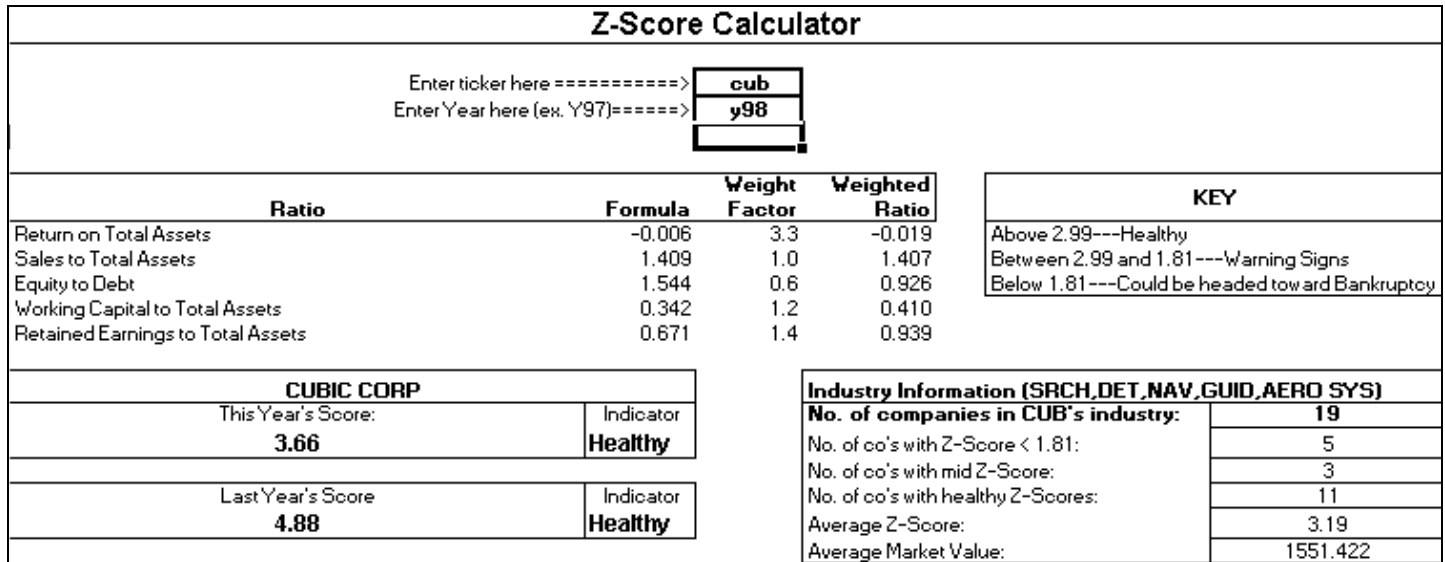 Z-Score Calculator
Enter ticker here ===========> cub
Enter Year here (ex. Y97)======> y98
Ratio Formula Weight Factor Weighted Ratio
Return on Total Assets -0.006 3.3 -0.019
Sales to Total Assets 1.409 1.0 1.407
Equity to Debt 1.544 0.6 0.926
Working Capital to Total Assets 0.342 1.2 0.410
Retained Earnings to Total Assets 0.671 1.4 0.939
KEY
Above 2.99---Healthy
Between 2.99 and 1.81---Warning Signs
Below 1.81---Could be headed toward Bankruptcy
CUBIC CORP
This Year's Score: Indicator
3.66 Healthy
Last Year's Score Indicator
4.88 Healthy
Industry Information (SRCH,DET,NAV,GUID,AERO SYS)
No. of companies in CUB's industry: 19
No. of co's with Z-Score < 1.81: 5
No. of co's with mid Z-Score: 3
No. of co's with healthy Z-Scores: 11
Average Z-Score: 3.19
Average Market Value: 1551.422